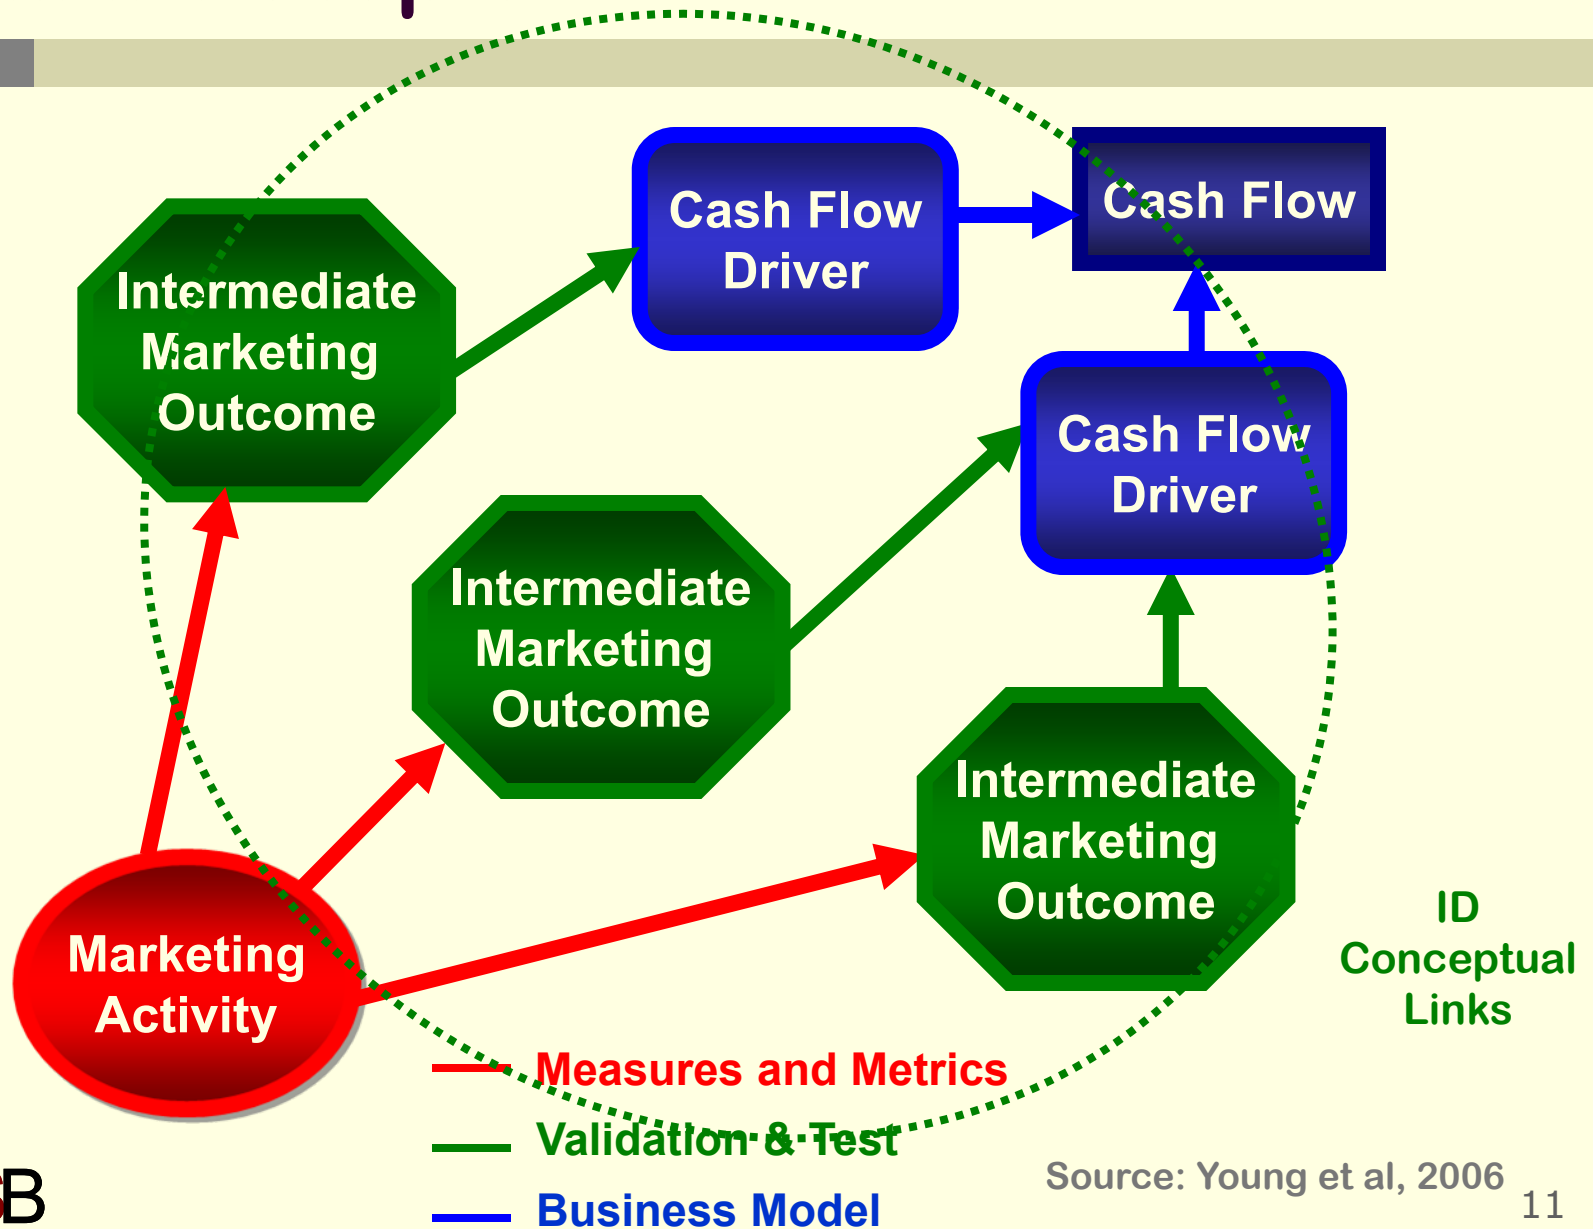 Cash Flow
Driver
Cash Flow
Intermediate
Marketing
Outcome
Cash Flow
Driver
Intermediate
Marketing
Outcome
Intermediate
Marketing
Outcome
ID
Conceptual
Links
Marketing
Activity
Measures and Metrics
Validation & Test
Business Model
Source: Young et al, 2006
11
B